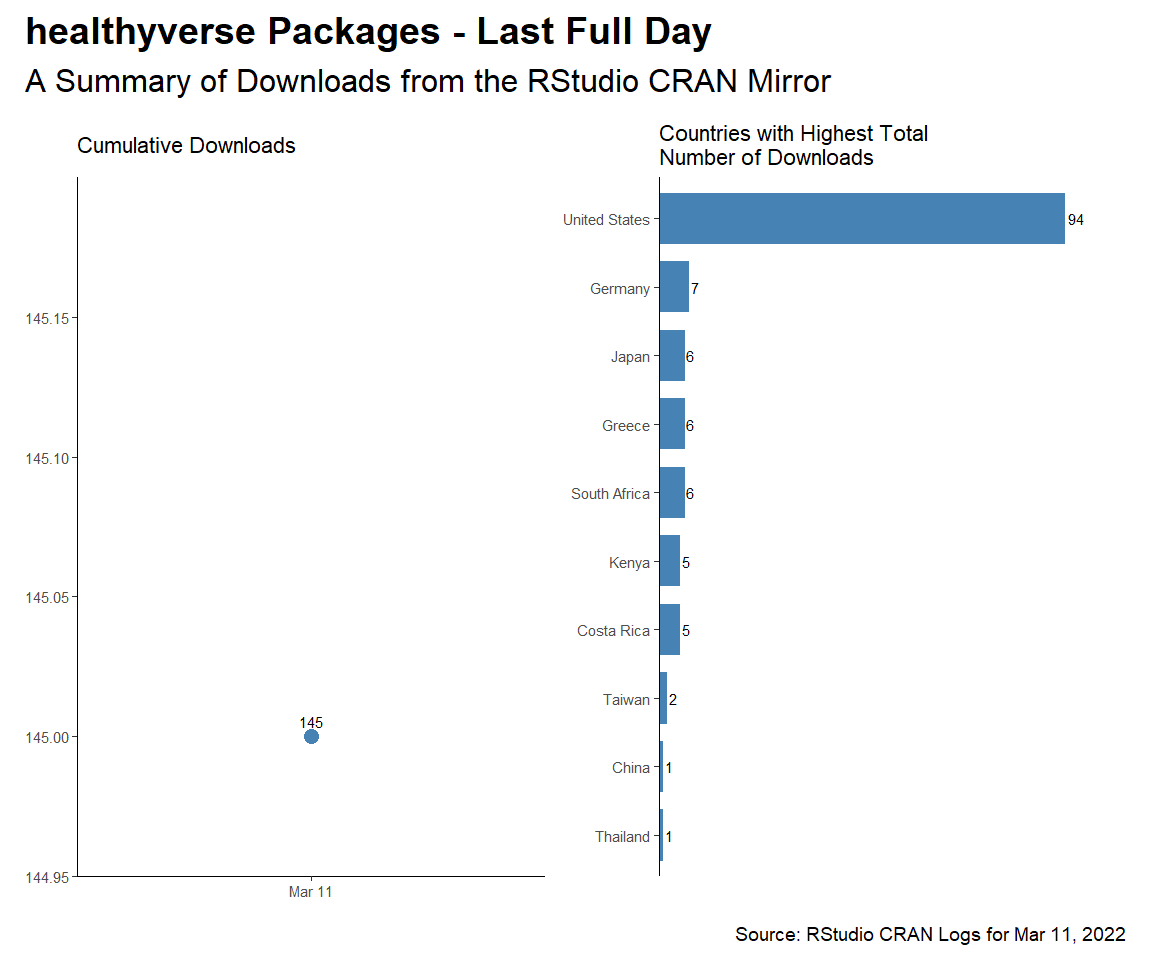 healthyverse Packages - Last Full Day
A Summary of Downloads from the RStudio CRAN Mirror
Cumulative Downloads
145.15
145.10
145.05
145.00
144.95
145
Mar 11
Countries with Highest Total
Number of Downloads
United States 94
Germany 7
Japan 6
Greece 6
South Africa 6
Kenya 5
Costa Rica 5
Taiwan 2
China 1
Thailand 1
Source: RStudio CRAN Logs for Mar 11, 2022